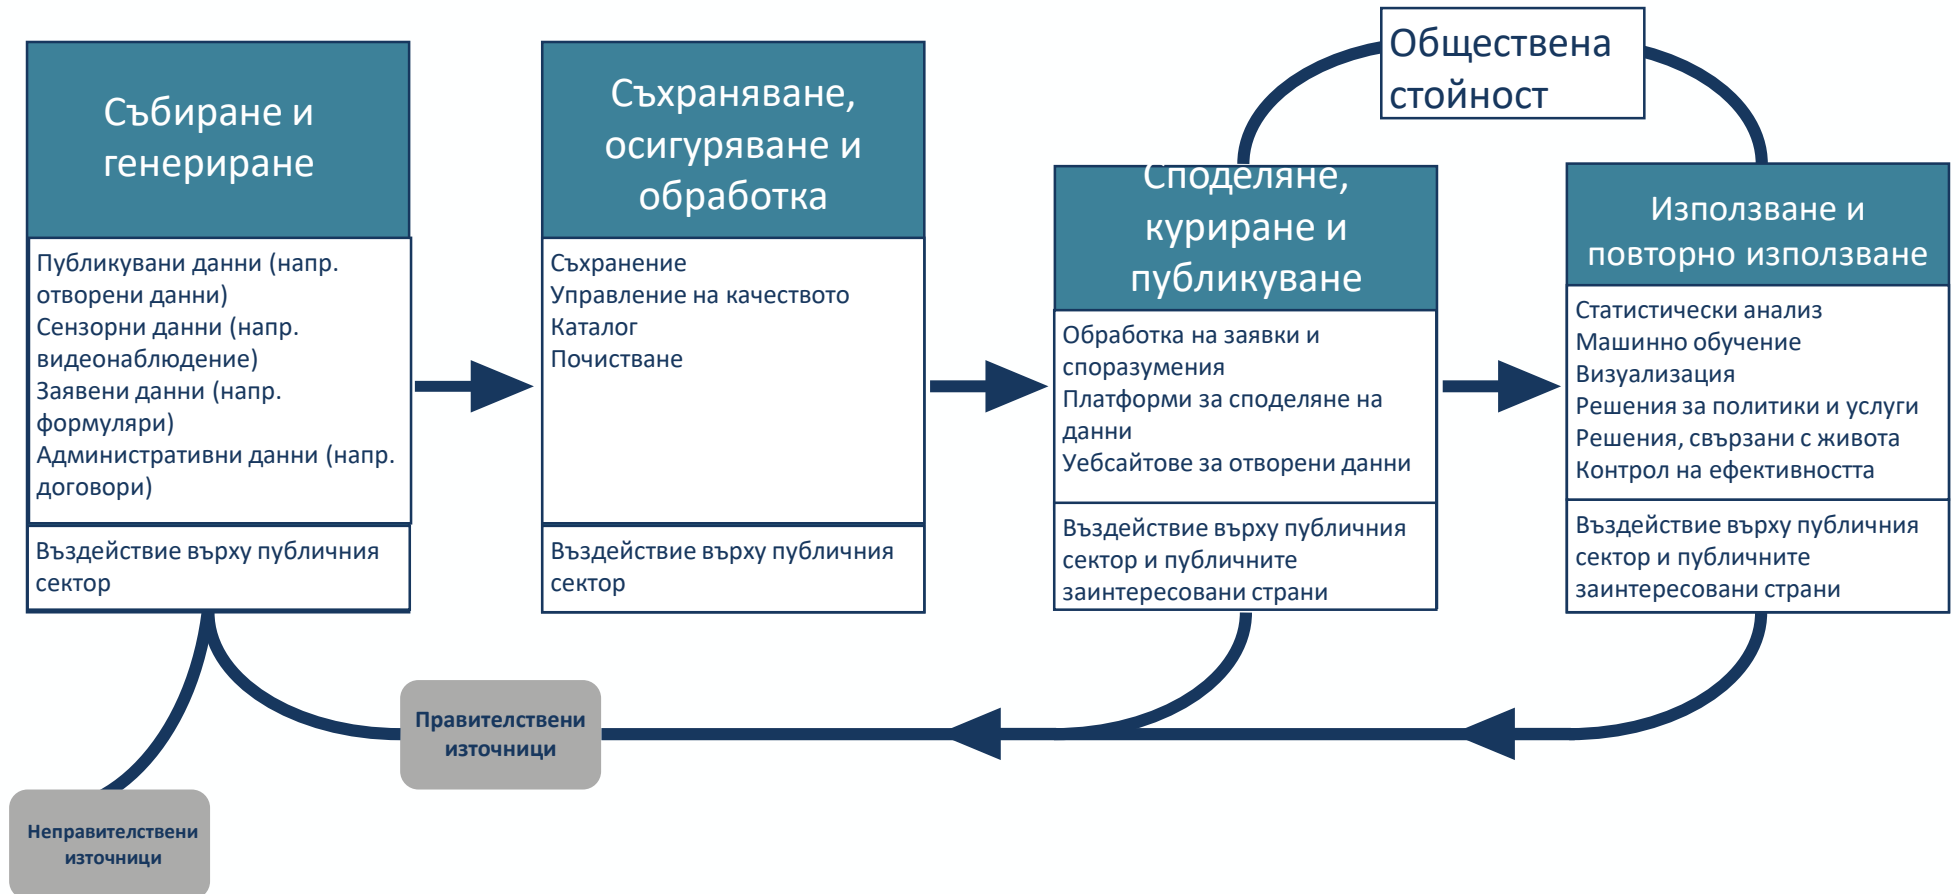 Събиране и
генериране
Публикувани данни (напр.
отворени данни)
Сензорни данни (напр.
видеонаблюдение)
Заявени данни (напр.
формуляри)
Административни данни (напр.
договори)
Въздействие върху публичния
сектор
Съхраняване,
осигуряване и
обработка
Съхранение
Управление на качеството
Каталог
Почистване
Въздействие върху публичния
сектор
Обществена
стойност
Споделяне,
куриране и
публикуване
Обработка на заявки и
споразумения
Платформи за споделяне на
данни
Уебсайтове за отворени данни
Въздействие върху публичния
сектор и публичните
заинтересовани страни
Използване и
повторно използване
Статистически анализ
Машинно обучение
Визуализация
Решения за политики и услуги
Решения, свързани с живота
Контрол на ефективността
Въздействие върху публичния
сектор и публичните
заинтересовани страни
Правителствени
източници
Неправителствени
източници